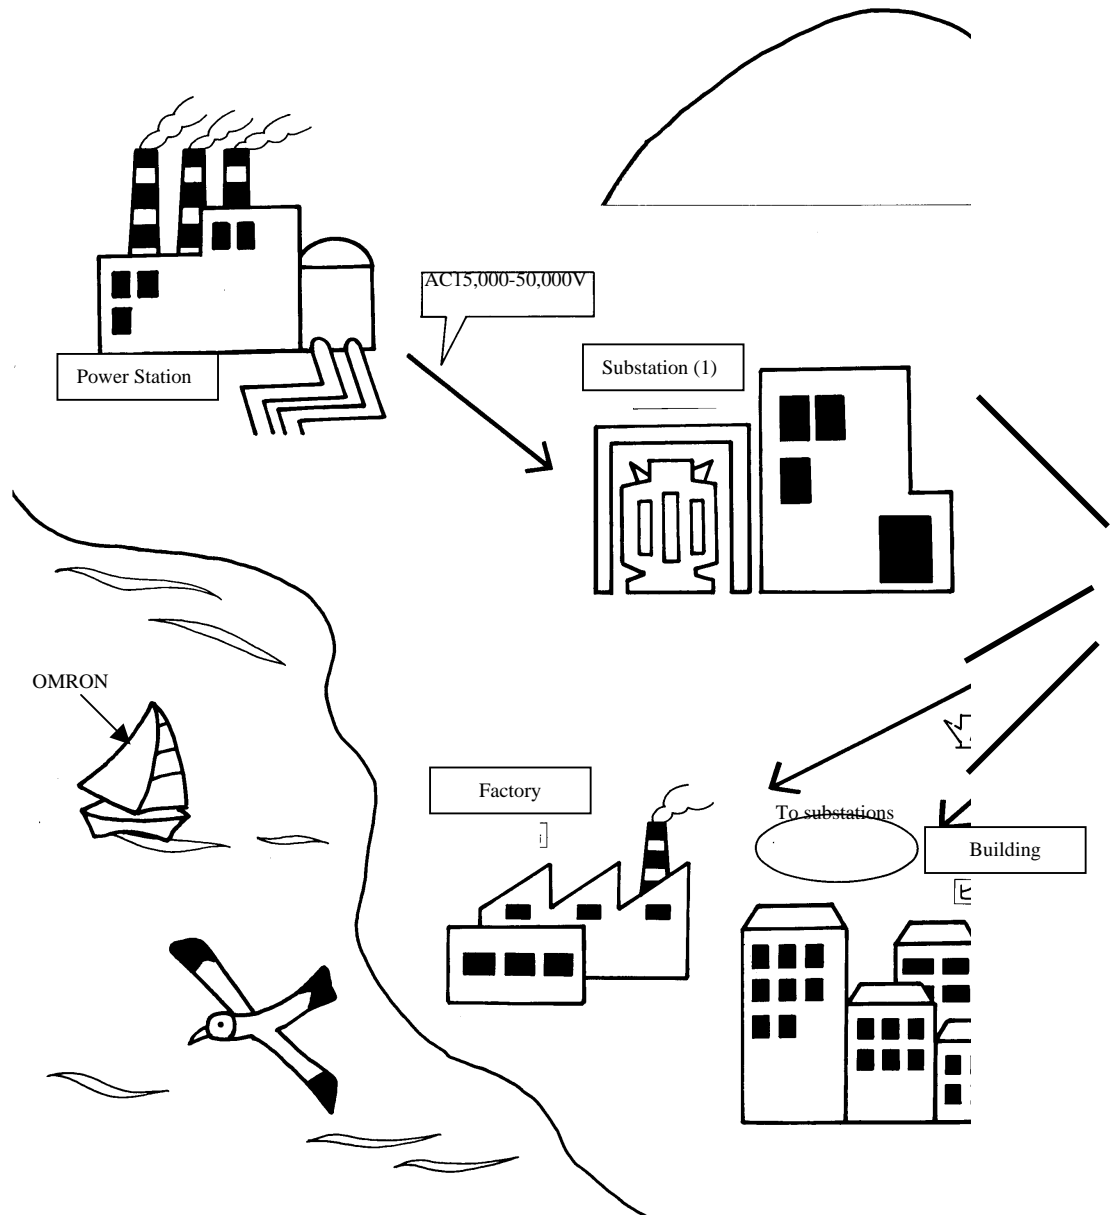 AC15,000-50,000V
Substation (1)
Power Station
OMRON
Factory
To substations
Building